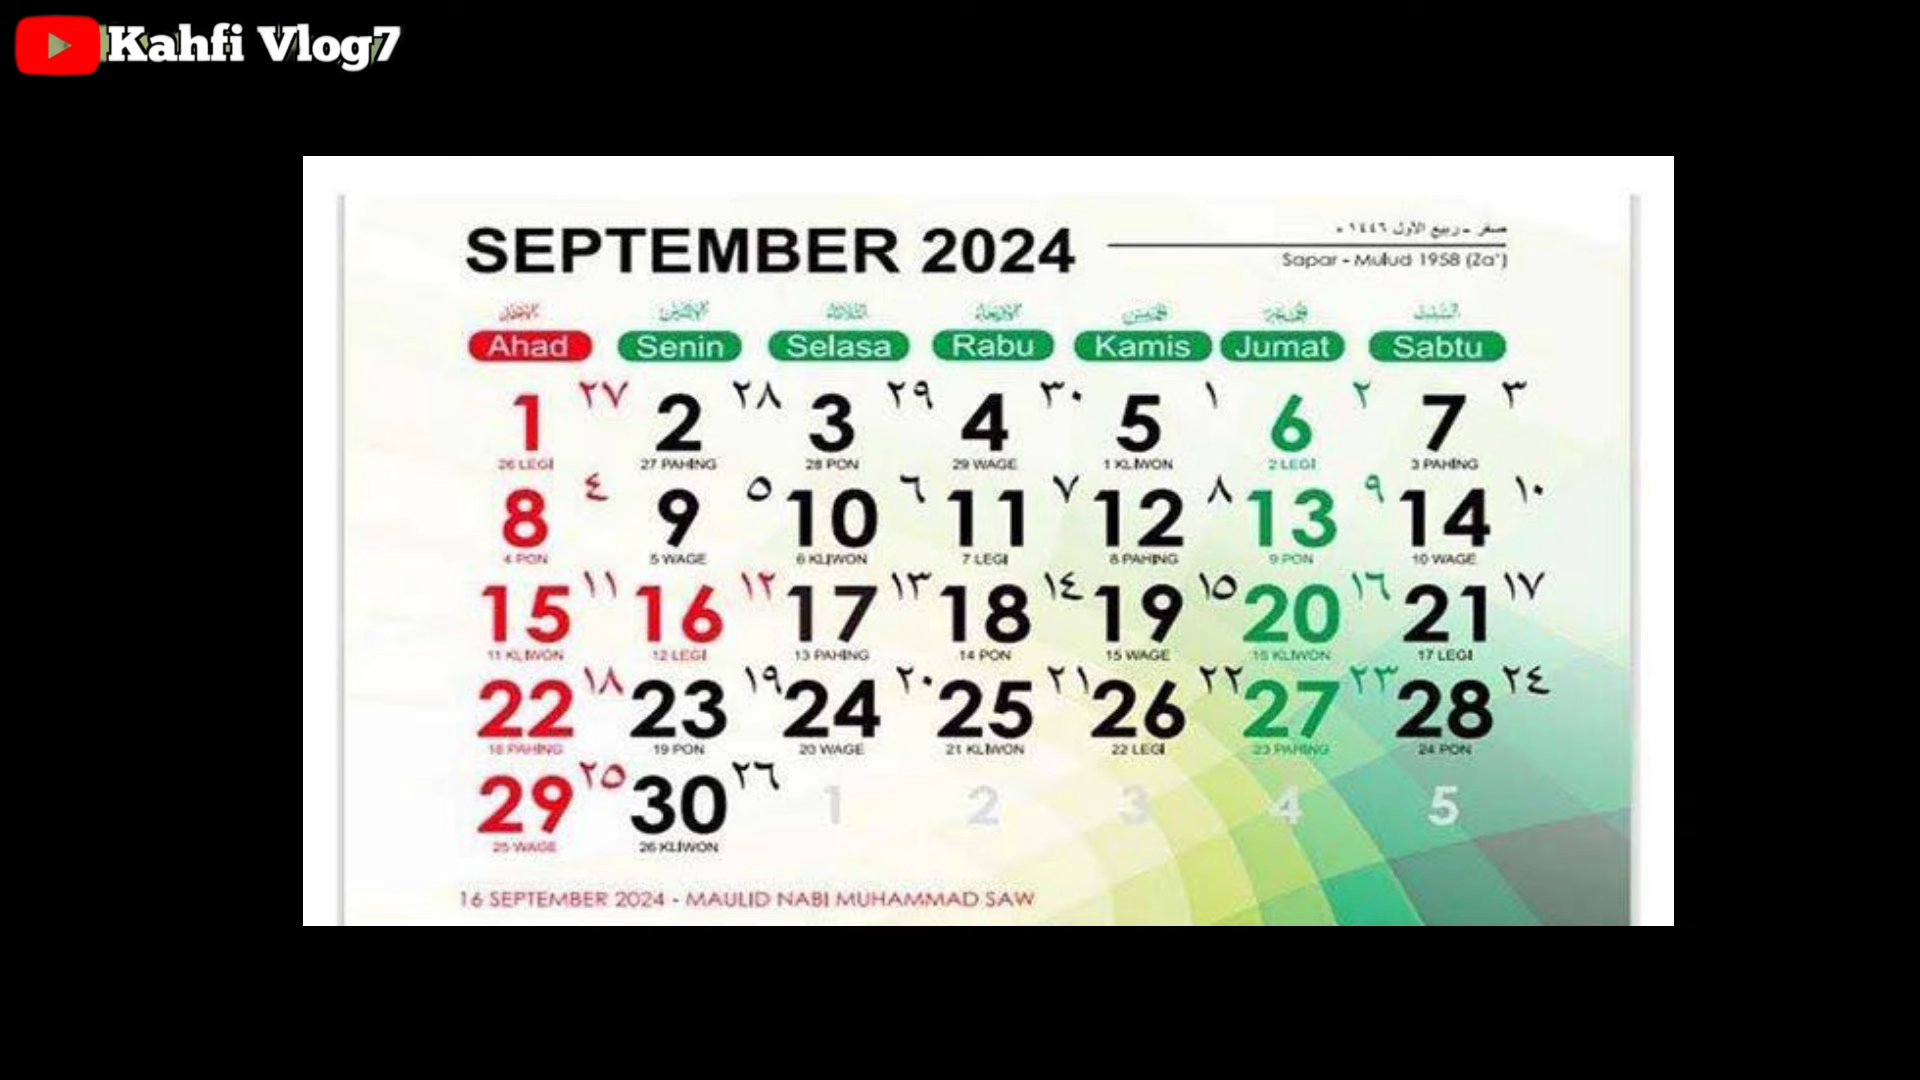 Kahfi Vlog7
SEPTEMBER 2024
صفر - ربيع الاول ١٤٤٦ ه
Sapar - Mulud 1958 (Za')
Ahad Senin Selasa Rabu Kamis Jumat Sabtu
1 ٢٧ 2 ٢٨ 3 ٢٩ 4 ٣٠ 5 ١ 6 ٢ 7 ٣
26 LEGI 27 PAHING 28 PON 29 WAGE 1 KLIWON 2 LEGI 3 PAHING
8 ٤ 9 ٥ 10 ٦ 11 ٧ 12 ٨ 13 ٩ 14 ١٠
4 PON 5 WAGE 6 KLIWON 7 LEGI 8 PAHING 9 PON 10 WAGE
15 ١١ 16 ١٢ 17 ١٣ 18 ١٤ 19 ١٥ 20 ١٦ 21 ١٧
11 KLIWON 12 LEGI 13 PAHING 14 PON 15 WAGE 16 KLIWON 17 LEGI
22 ١٨ 23 ١٩ 24 ٢٠ 25 ٢١ 26 ٢٢ 27 ٢٣ 28 ٢٤
18 PAHING 19 PON 20 WAGE 21 KLIWON 22 LEGI 23 PAHING 24 PON
29 ٢٥ 30 ٢٦ 1 2 3 4 5
25 WAGE 26 KLIWON
16 SEPTEMBER 2024 - MAULID NABI MUHAMMAD SAW